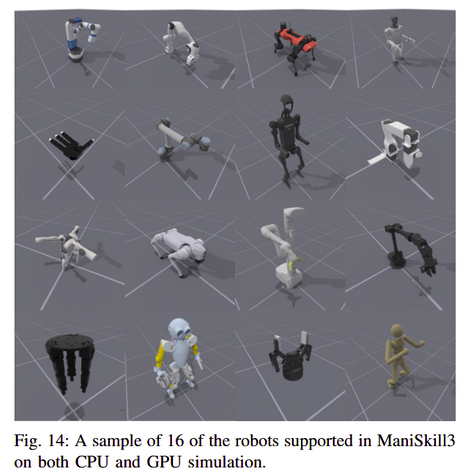 Fig. 14: A sample of 16 of the robots supported in ManiSkill3
on both CPU and GPU simulation.